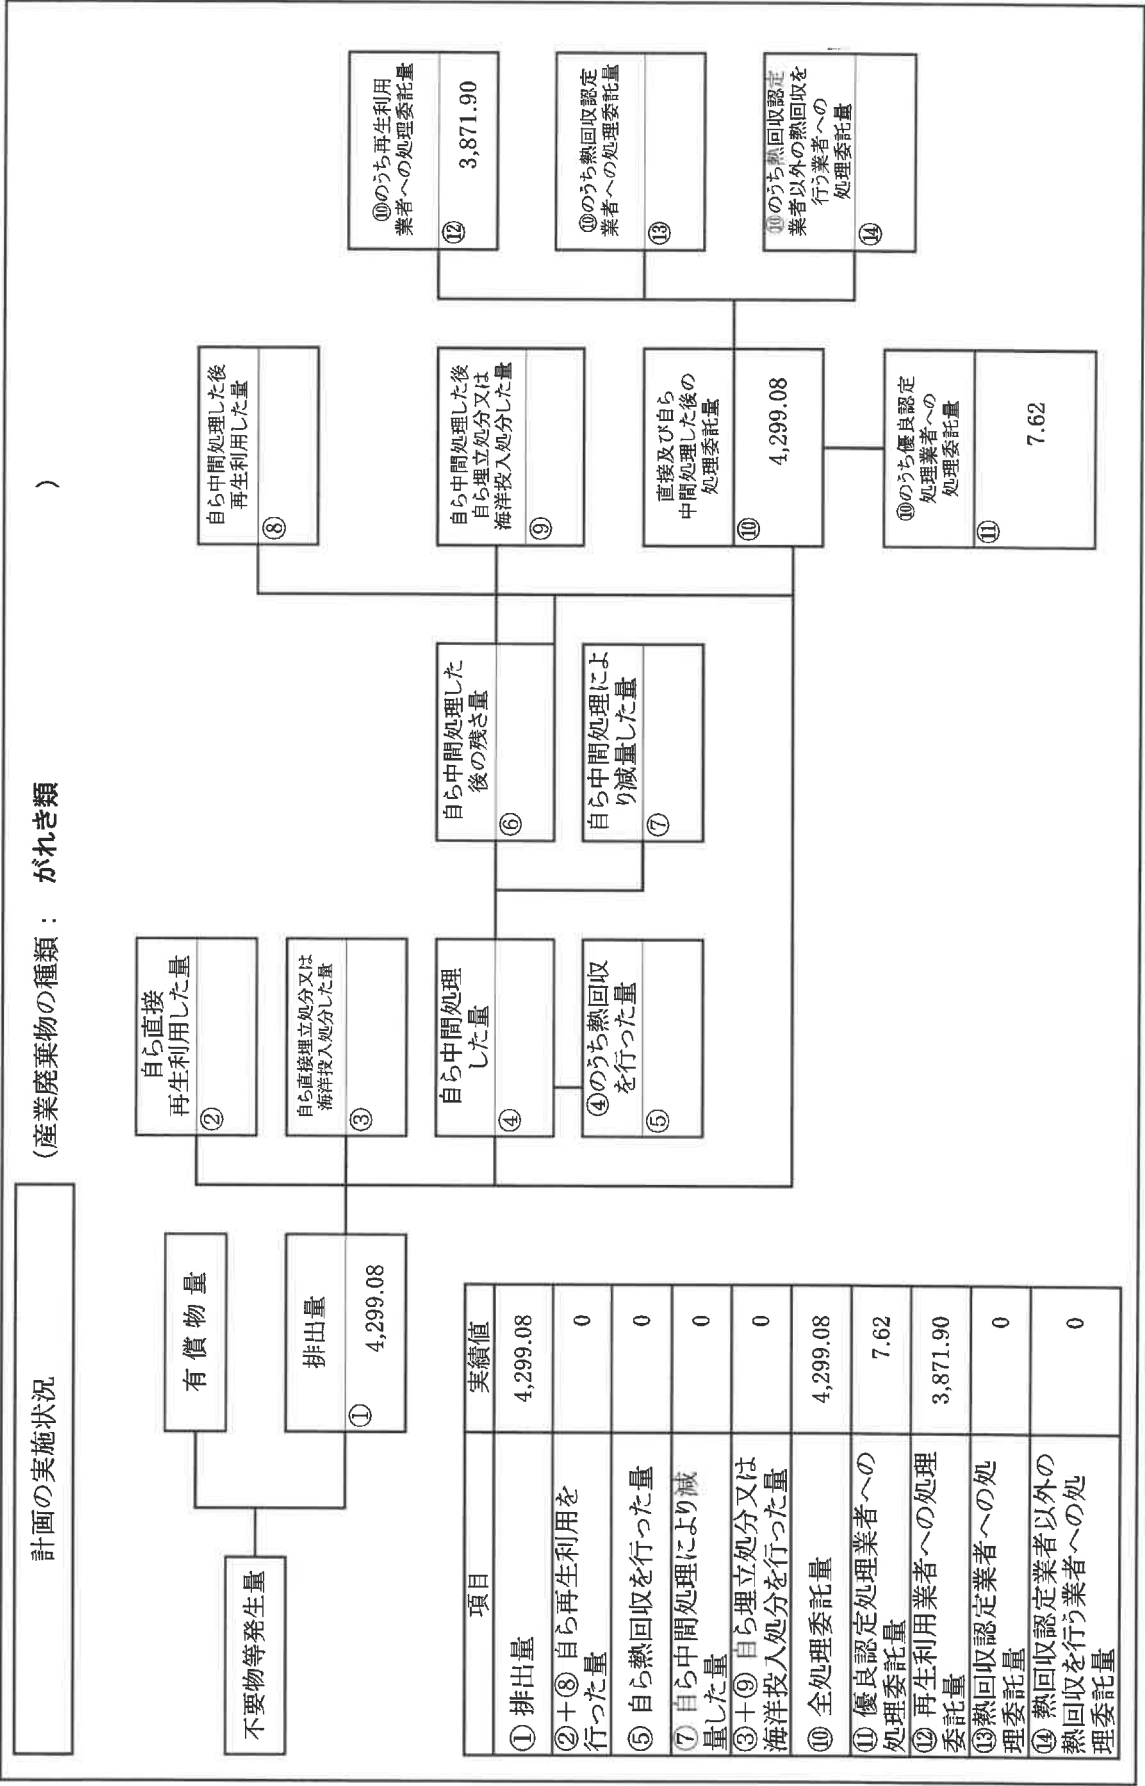 計画の実施状況
（産業廃棄物の種類： がれき類 ）
不要物等発生量
有償物量
排出量
① 4,299.08
自ら直接
再生利用した量
②
自ら直接埋立処分又は
海洋投入処分した量
③
自ら中間処理
した量
④
④のうち熱回収
を行った量
⑤
自ら中間処理した
後の残さ量
⑥
自ら中間処理によ
り減量した量
⑦
自ら中間処理した後
再生利用した量
⑧
自ら中間処理した後
自ら埋立処分又は
海洋投入処分した量
⑨
直接及び自ら
中間処理した後の
処理委託量
⑩ 4,299.08
⑩のうち優良認定
処理業者への
処理委託量
⑪ 7.62
⑩のうち再生利用
業者への処理委託量
⑫ 3,871.90
⑩のうち熱回収認定
業者への処理委託量
⑬
⑩のうち熱回収認定
業者以外の熱回収を
行う業者への
処理委託量
⑭
項目 実績値
① 排出量 4,299.08
②＋⑧ 自ら再生利用を
行った量 0
⑤ 自ら熱回収を行った量 0
⑦ 自ら中間処理により減
量した量 0
③＋⑨ 自ら埋立処分又は
海洋投入処分を行った量 0
⑩ 全処理委託量 4,299.08
⑪ 優良認定処理業者への
処理委託量 7.62
⑫ 再生利用業者への処理
委託量 3,871.90
⑬熱回収認定業者への処
理委託量 0
⑭ 熱回収認定業者以外の
熱回収を行う業者への処
理委託量 0